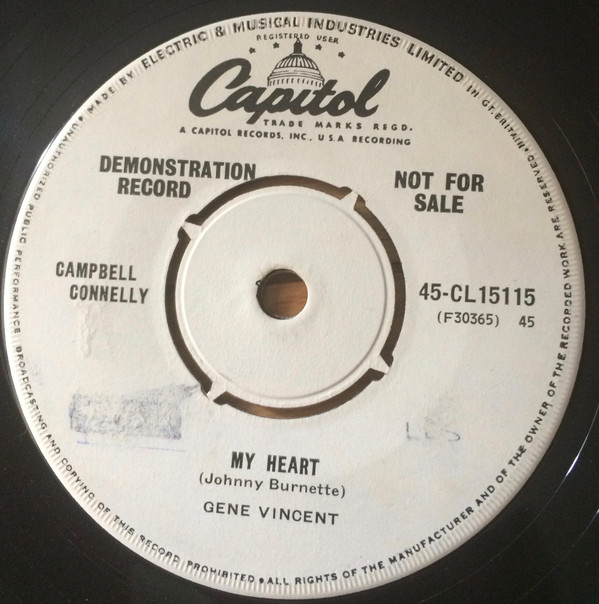 MADE BY ELECTRIC & MUSICAL INDUSTRIES LIMITED IN GT. BRITAIN • ALL RIGHTS OF THE MANUFACTURER AND OF THE OWNER OF THE RECORDED WORK ARE RESERVED. • UNAUTHORIZED PUBLIC PERFORMANCE BROADCASTING AND COPYING OF THIS RECORD PROHIBITED •
REGISTERED USER
Capitol
TRADE MARKS REGD.
A CAPITOL RECORDS, INC., U.S.A. RECORDING
DEMONSTRATION
RECORD
NOT FOR
SALE
CAMPBELL
CONNELLY
45-CL15115
(F30365) 45
MY HEART
(Johnny Burnette)
GENE VINCENT